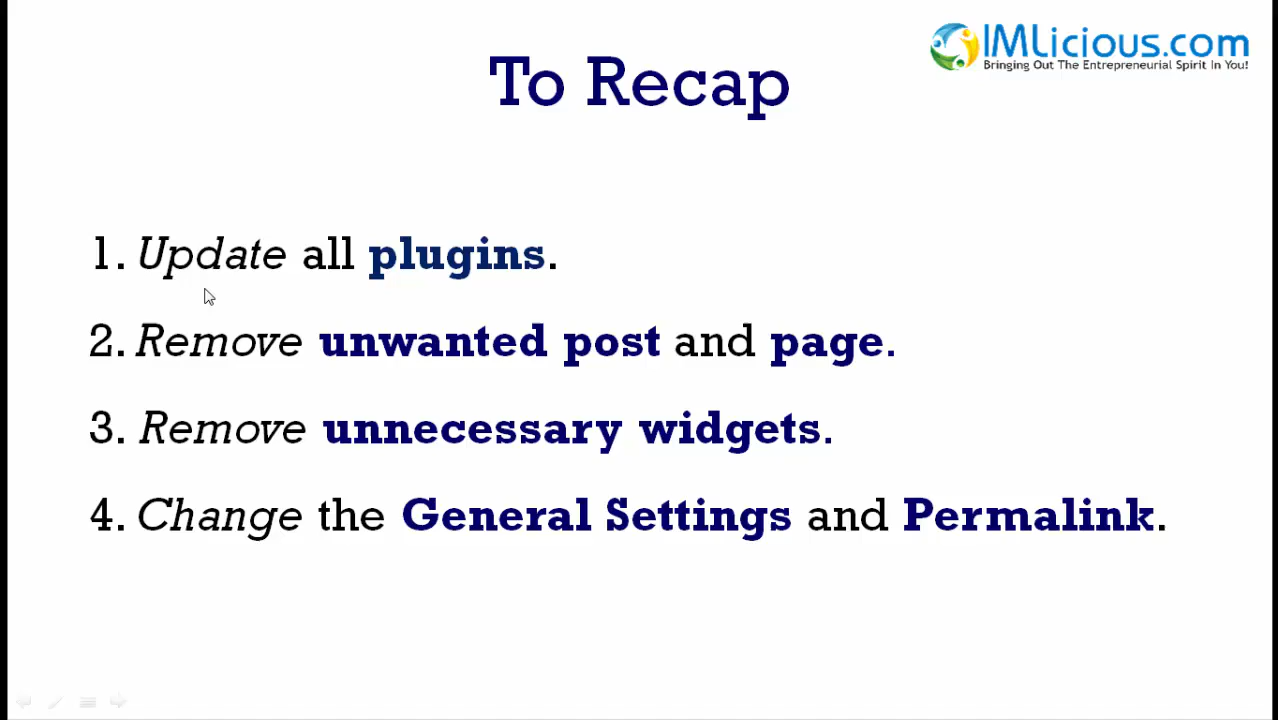 IMLicious.com
Bringing Out The Entrepreneurial Spirit In You!
To Recap
1. Update all plugins.
2. Remove unwanted post and page.
3. Remove unnecessary widgets.
4. Change the General Settings and Permalink.